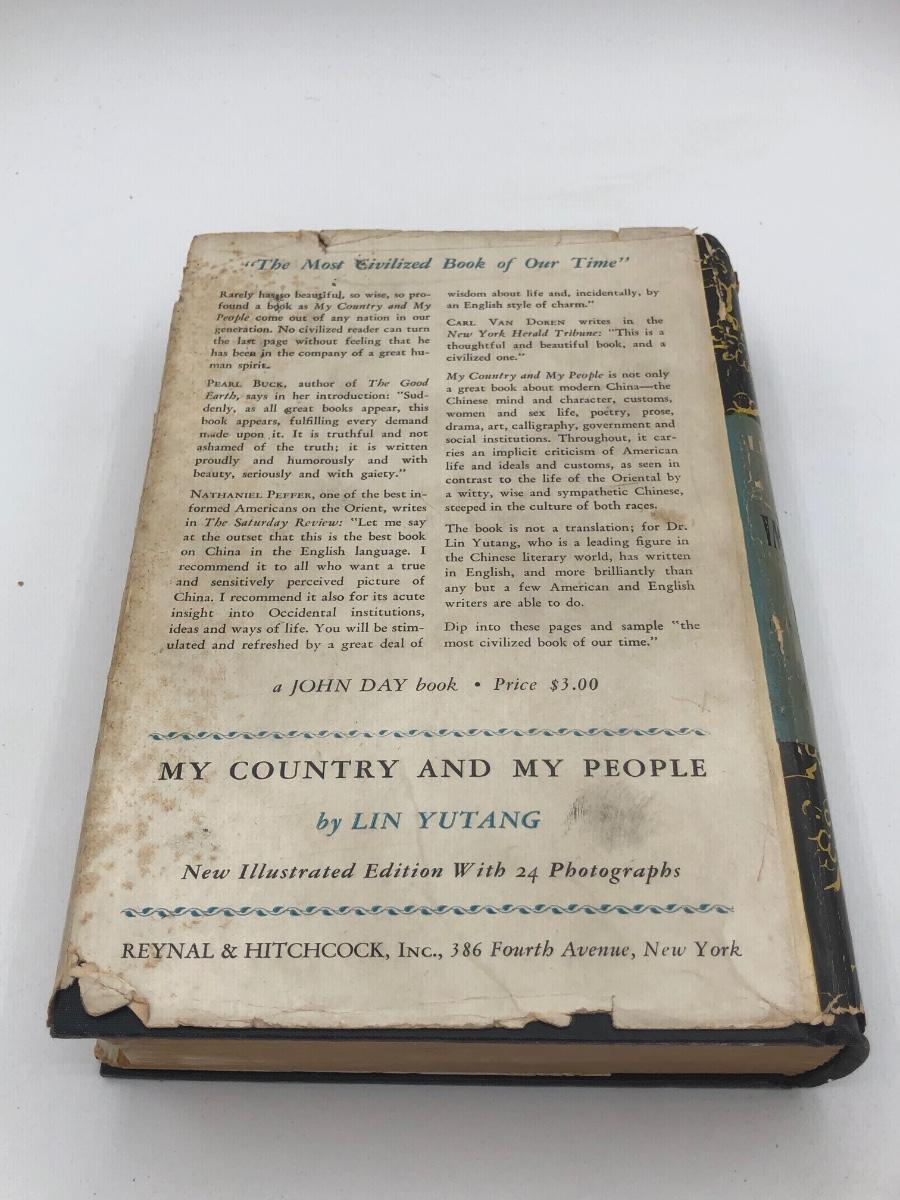 "The Most Civilized Book of Our Time"
Rarely has so beautiful, so wise, so pro-
found a book as My Country and My
People come out of any nation in our
generation. No civilized reader can turn
the last page without feeling that he
has been in the company of a great hu-
man spirit.
PEARL BUCK, author of The Good
Earth, says in her introduction: "Sud-
denly, as all great books appear, this
book appears, fulfilling every demand
made upon it. It is truthful and not
ashamed of the truth; it is written
proudly and humorously and with
beauty, seriously and with gaiety."
NATHANIEL PEFFER, one of the best in-
formed Americans on the Orient, writes
in The Saturday Review: "Let me say
at the outset that this is the best book
on China in the English language. I
recommend it to all who want a true
and sensitively perceived picture of
China. I recommend it also for its acute
insight into Occidental institutions,
ideas and ways of life. You will be stim-
ulated and refreshed by a great deal of
wisdom about life and, incidentally, by
an English style of charm."
CARL VAN DOREN writes in the
New York Herald Tribune: "This is a
thoughtful and beautiful book, and a
civilized one."
My Country and My People is not only
a great book about modern China—the
Chinese mind and character, customs,
women and sex life, poetry, prose,
drama, art, calligraphy, government and
social institutions. Throughout, it car-
ries an implicit criticism of American
life and ideals and customs, as seen in
contrast to the life of the Oriental by
a witty, wise and sympathetic Chinese,
steeped in the culture of both races.
The book is not a translation; for Dr.
Lin Yutang, who is a leading figure in
the Chinese literary world, has written
in English, and more brilliantly than
any but a few American and English
writers are able to do.
Dip into these pages and sample "the
most civilized book of our time."
a JOHN DAY book • Price $3.00
MY COUNTRY AND MY PEOPLE
by LIN YUTANG
New Illustrated Edition With 24 Photographs
REYNAL & HITCHCOCK, INC., 386 Fourth Avenue, New York